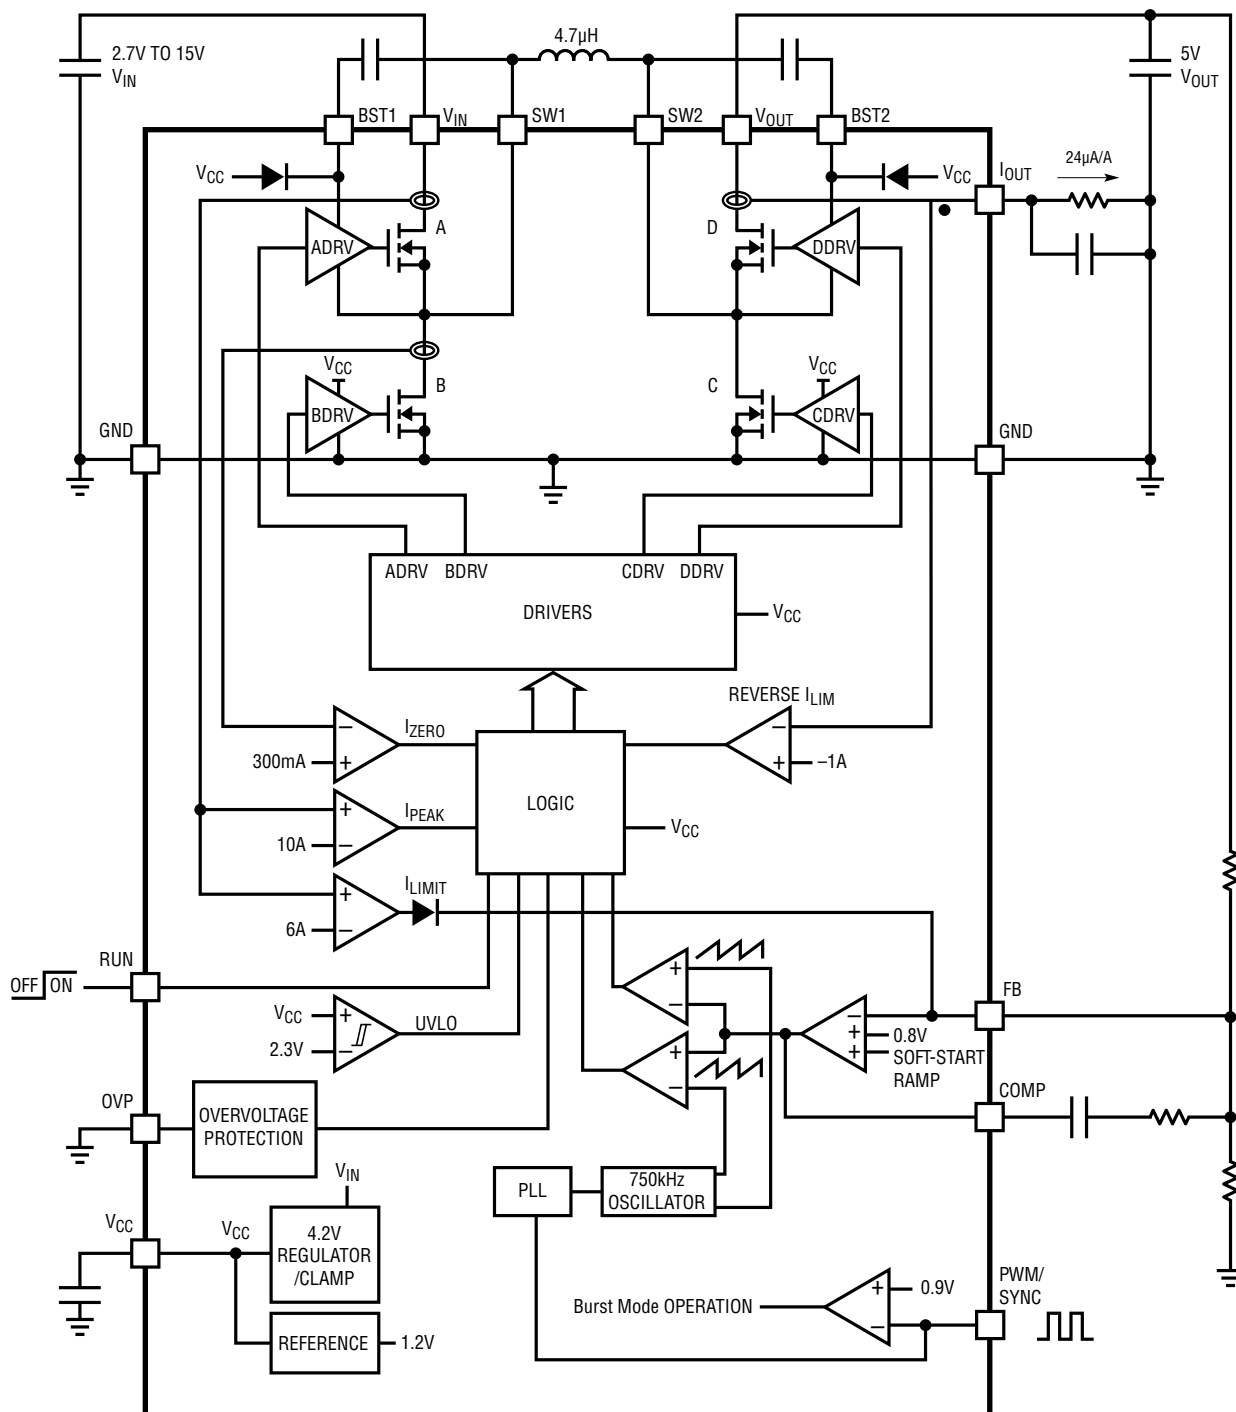 4.7µH
2.7V TO 15V
VIN
5V
VOUT
BST1
VIN
SW1
SW2
VOUT
BST2
VCC
VCC
IOUT
24µA/A
ADRV
A
D
DDRV
VCC
VCC
BDRV
B
C
CDRV
GND
GND
ADRV
BDRV
CDRV
DDRV
DRIVERS
VCC
REVERSE ILIM
–
+
–1A
IZERO
–
+
300mA
LOGIC
VCC
IPEAK
+
–
10A
ILIMIT
+
–
6A
RUN
OFF
ON
+
–
FB
VCC
+
2.3V
–
UVLO
+
–
–
+
+
0.8V
SOFT-START
RAMP
OVP
OVERVOLTAGE
PROTECTION
COMP
VIN
PLL
750kHz
OSCILLATOR
VCC
VCC
4.2V
REGULATOR
/CLAMP
REFERENCE
1.2V
Burst Mode OPERATION
+
–
0.9V
PWM/
SYNC